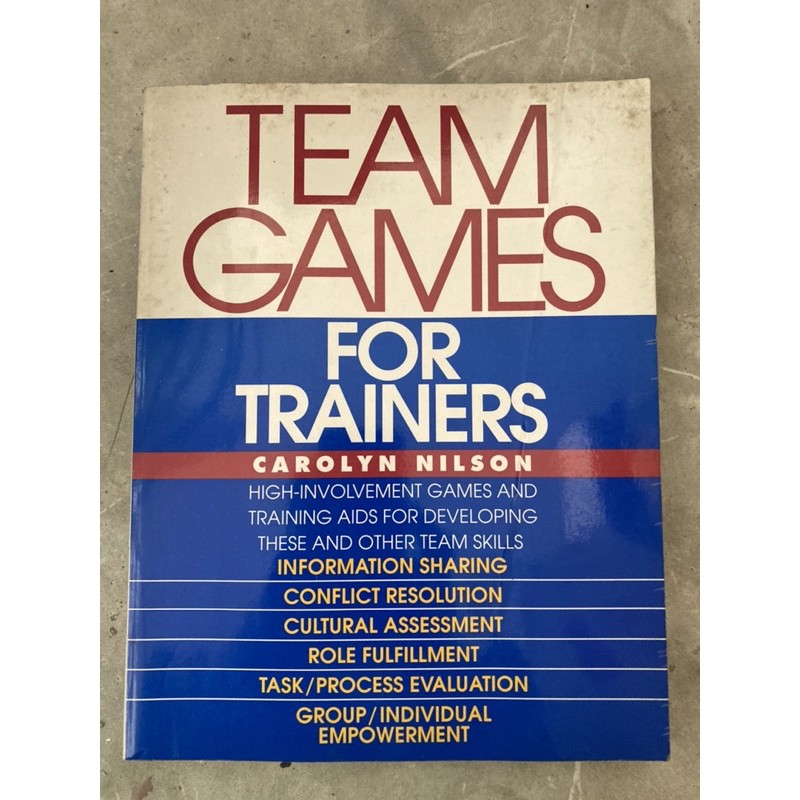 TEAM
GAMES
FOR
TRAINERS
CAROLYN NILSON
HIGH-INVOLVEMENT GAMES AND
TRAINING AIDS FOR DEVELOPING
THESE AND OTHER TEAM SKILLS
INFORMATION SHARING
CONFLICT RESOLUTION
CULTURAL ASSESSMENT
ROLE FULFILLMENT
TASK/PROCESS EVALUATION
GROUP/INDIVIDUAL
EMPOWERMENT